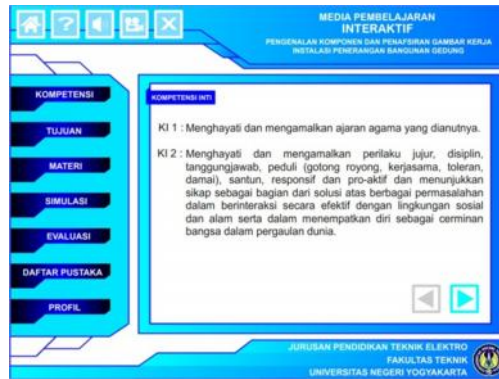 MEDIA PEMBELAJARAN
INTERAKTIF
PENGENALAN KOMPONEN DAN PENAFSIRAN GAMBAR KERJA
INSTALASI PENERANGAN BANGUNAN GEDUNG
KOMPETENSI
TUJUAN
MATERI
SIMULASI
EVALUASI
DAFTAR PUSTAKA
PROFIL
KOMPETENSI INTI
KI 1 : Menghayati dan mengamalkan ajaran agama yang dianutnya.
KI 2 : Menghayati dan mengamalkan perilaku jujur, disiplin,
tanggungjawab, peduli (gotong royong, kerjasama, toleran,
damai), santun, responsif dan pro-aktif dan menunjukkan
sikap sebagai bagian dari solusi atas berbagai permasalahan
dalam berinteraksi secara efektif dengan lingkungan sosial
dan alam serta dalam menempatkan diri sebagai cerminan
bangsa dalam pergaulan dunia.
JURUSAN PENDIDIKAN TEKNIK ELEKTRO
FAKULTAS TEKNIK
UNIVERSITAS NEGERI YOGYAKARTA